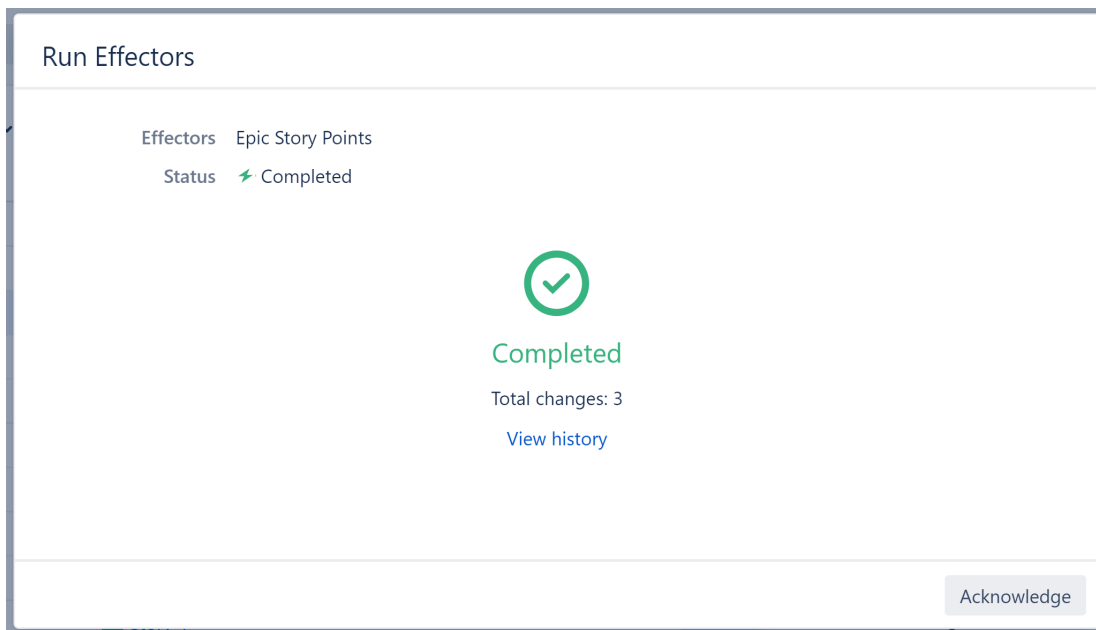 Run Effectors
Effectors Epic Story Points
Status Completed
Completed
Total changes: 3
View history
Acknowledge